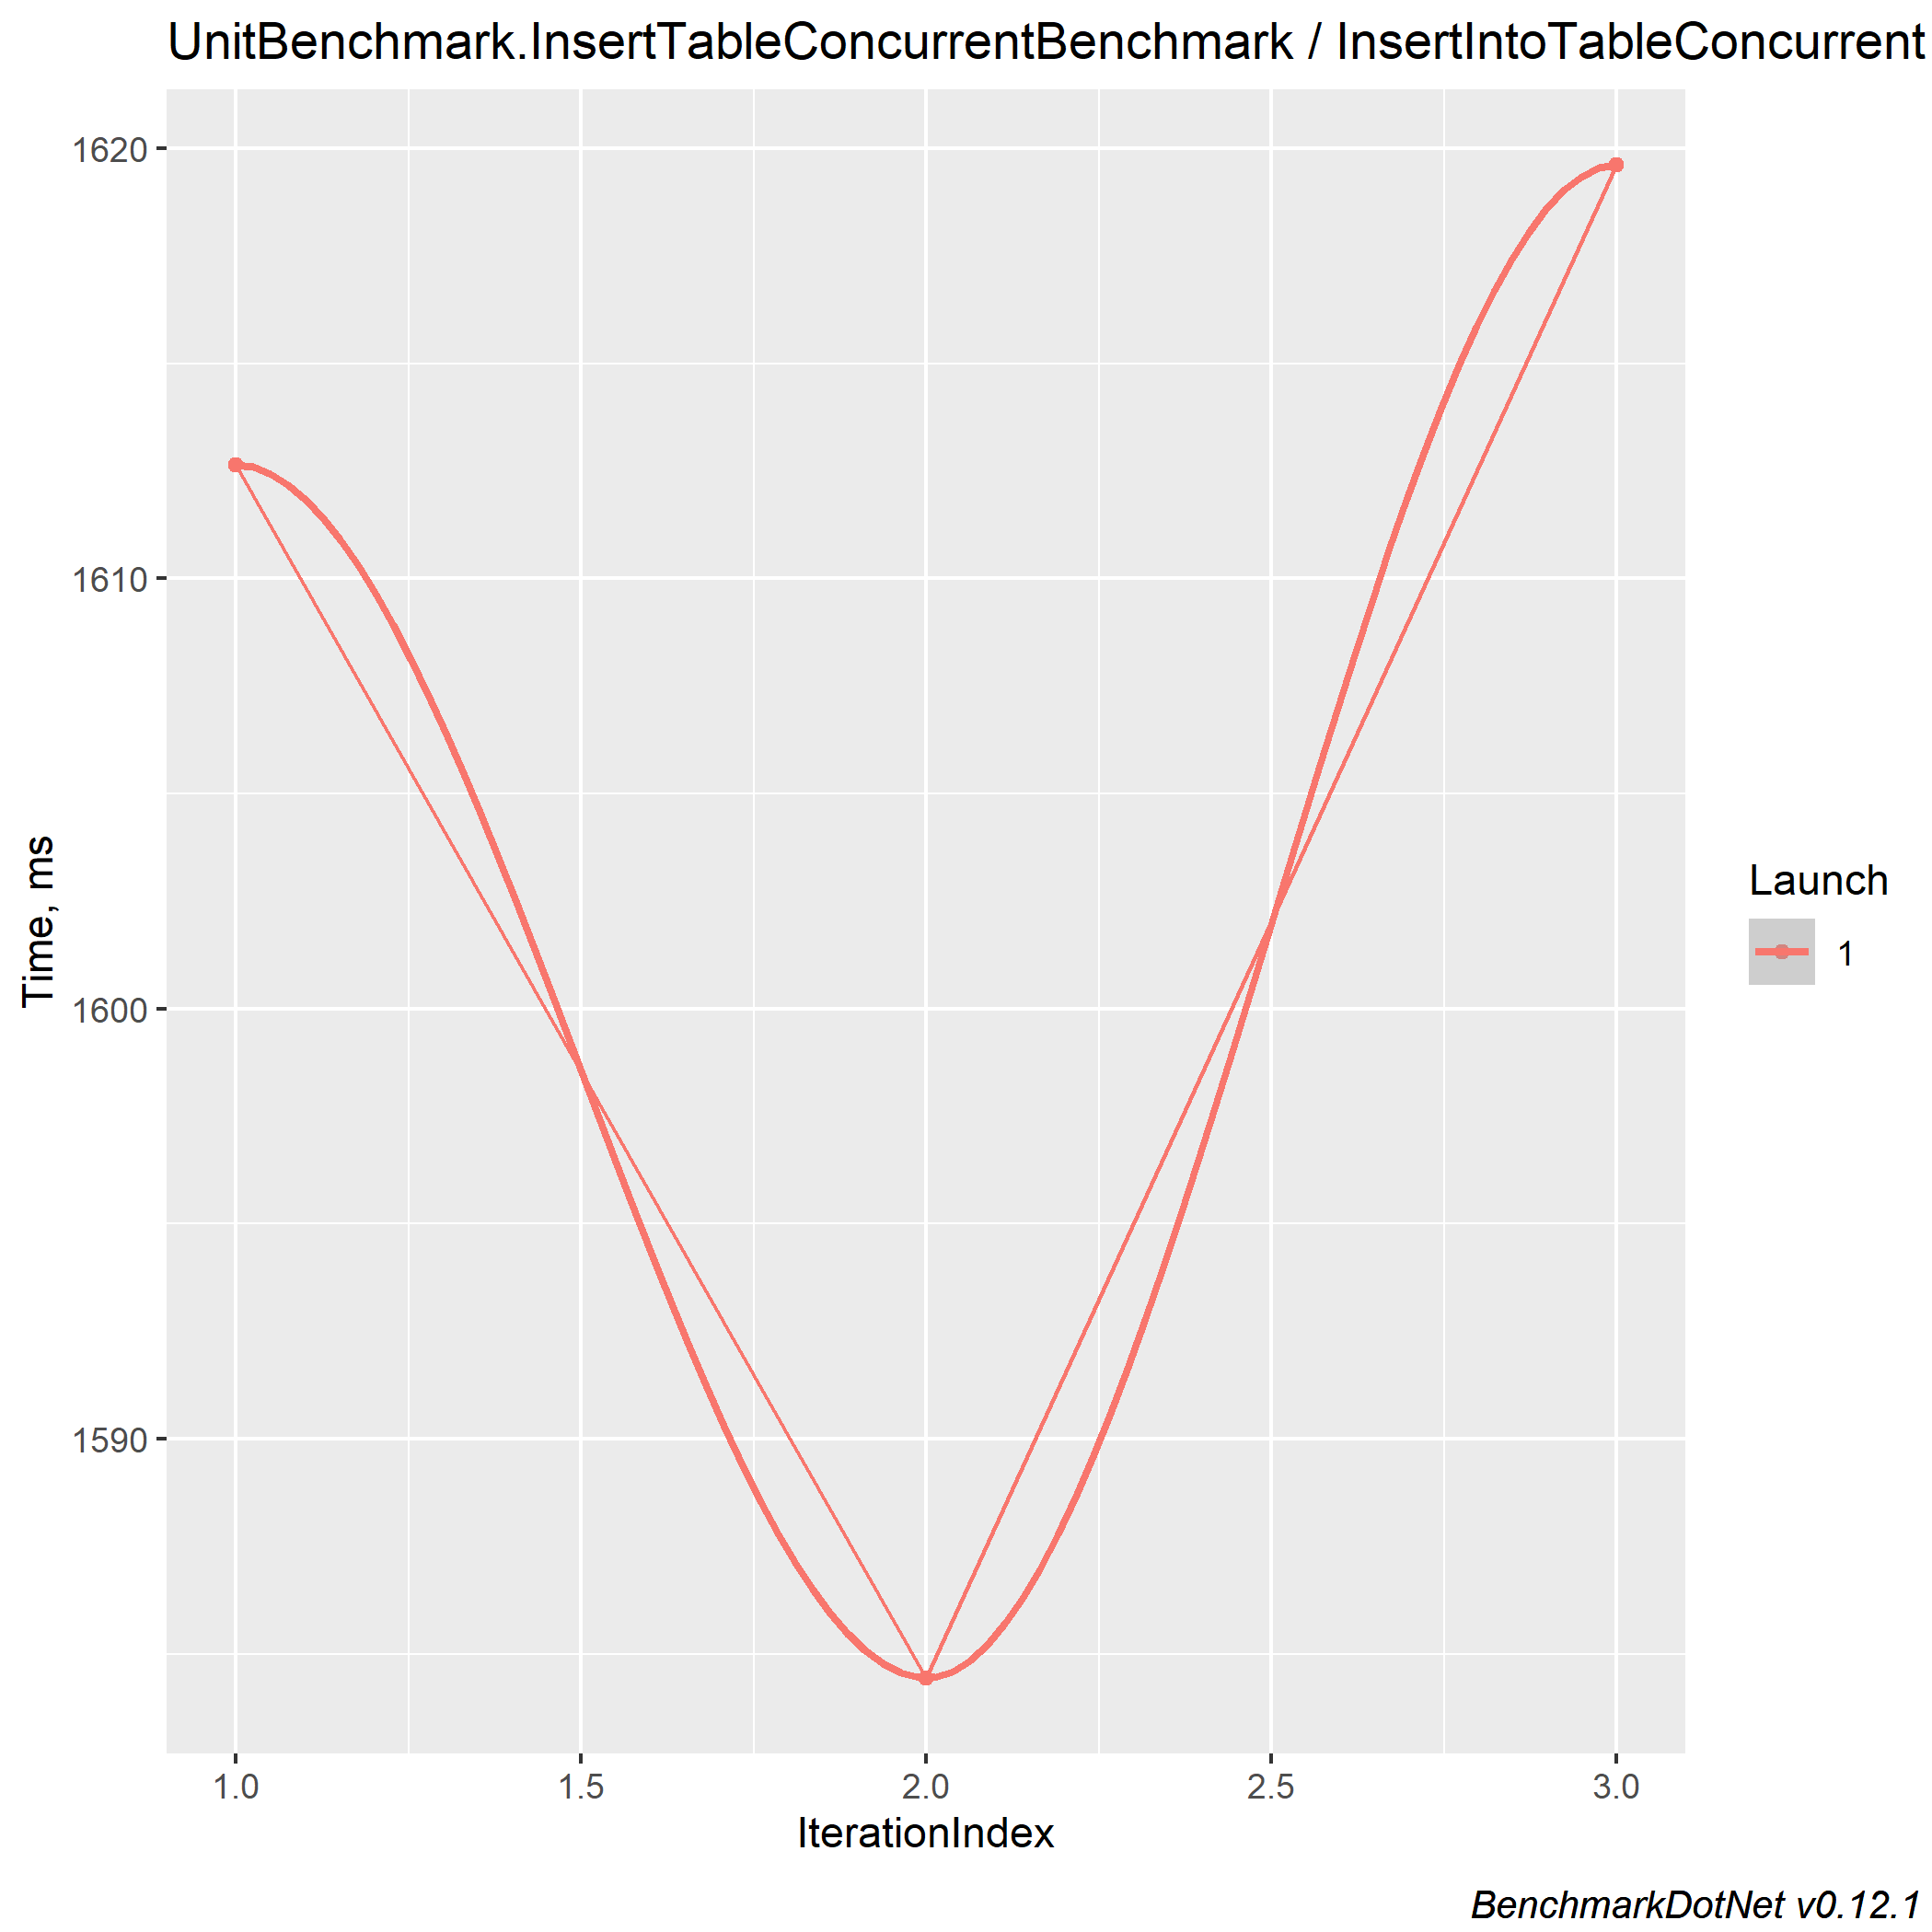 UnitBenchmark.InsertTableConcurrentBenchmark / InsertIntoTableConcurrent
1620
1610
1600
1590
Time, ms
1.0 1.5 2.0 2.5 3.0
IterationIndex
Launch
1
BenchmarkDotNet v0.12.1